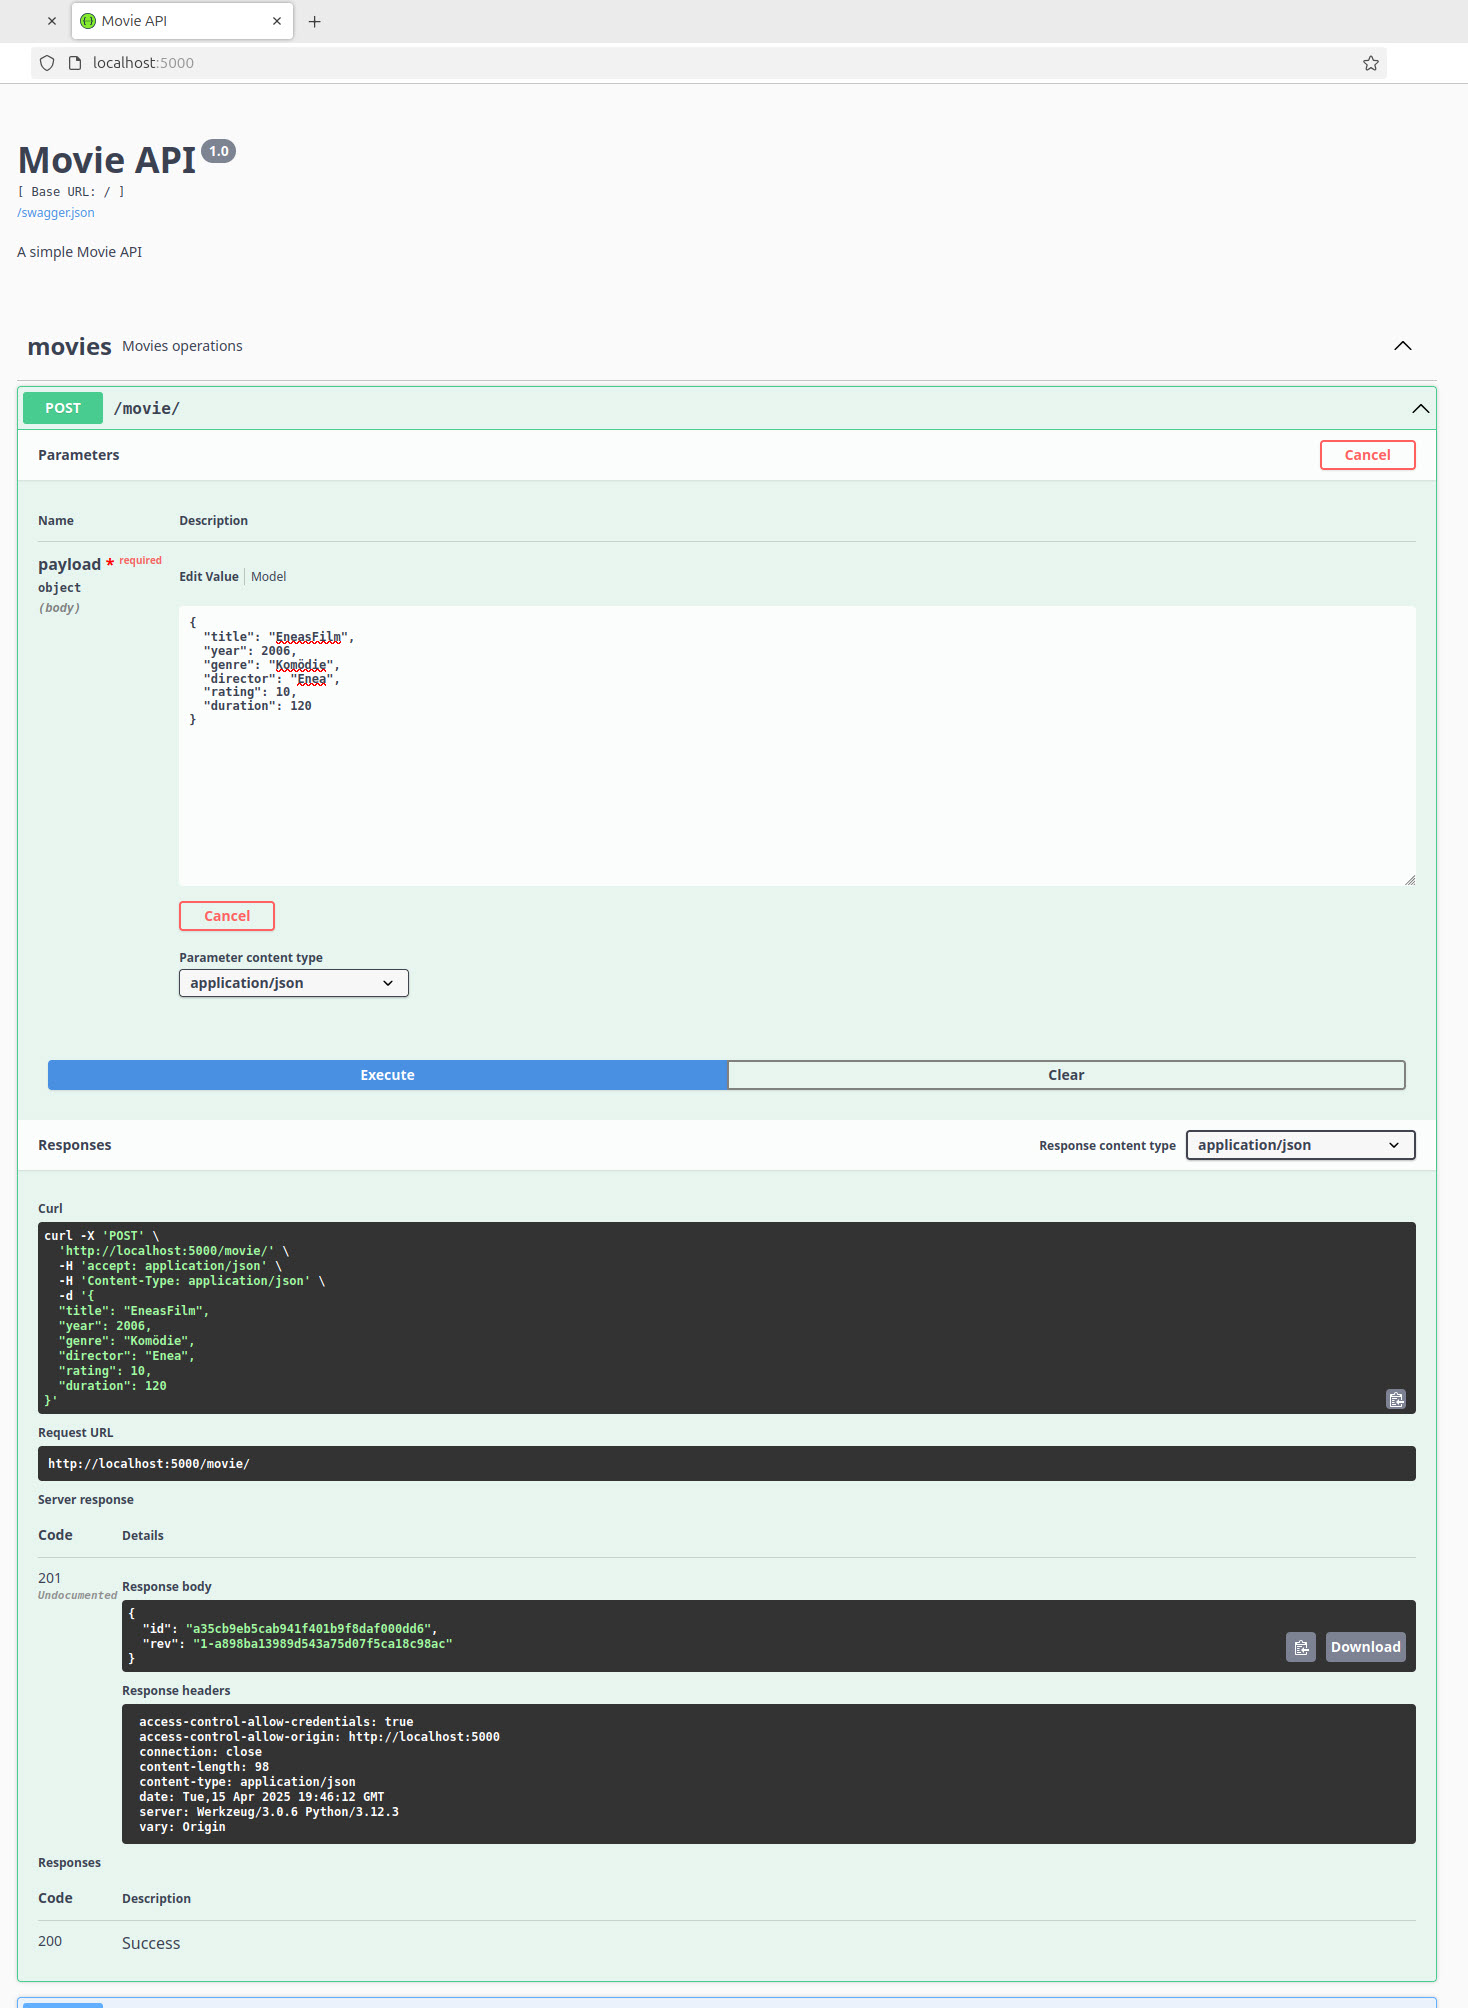 Movie API
localhost:5000
Movie API 1.0
[ Base URL: / ]
/swagger.json
A simple Movie API
movies Movies operations
POST /movie/
Parameters Cancel
Name Description
payload * required
object
(body)
Edit Value Model
{
  "title": "EneasFilm",
  "year": 2006,
  "genre": "Komödie",
  "director": "Enea",
  "rating": 10,
  "duration": 120
}
Cancel
Parameter content type
application/json
Execute Clear
Responses Response content type application/json
Curl
curl -X 'POST' \
  'http://localhost:5000/movie/' \
  -H 'accept: application/json' \
  -H 'Content-Type: application/json' \
  -d '{
  "title": "EneasFilm",
  "year": 2006,
  "genre": "Komödie",
  "director": "Enea",
  "rating": 10,
  "duration": 120
}'
Request URL
http://localhost:5000/movie/
Server response
Code Details
201
Undocumented
Response body
{
  "id": "a35cb9eb5cab941f401b9f8daf000dd6",
  "rev": "1-a898ba13989d543a75d07f5ca18c98ac"
}
Download
Response headers
access-control-allow-credentials: true
access-control-allow-origin: http://localhost:5000
connection: close
content-length: 98
content-type: application/json
date: Tue,15 Apr 2025 19:46:12 GMT
server: Werkzeug/3.0.6 Python/3.12.3
vary: Origin
Responses
Code Description
200 Success